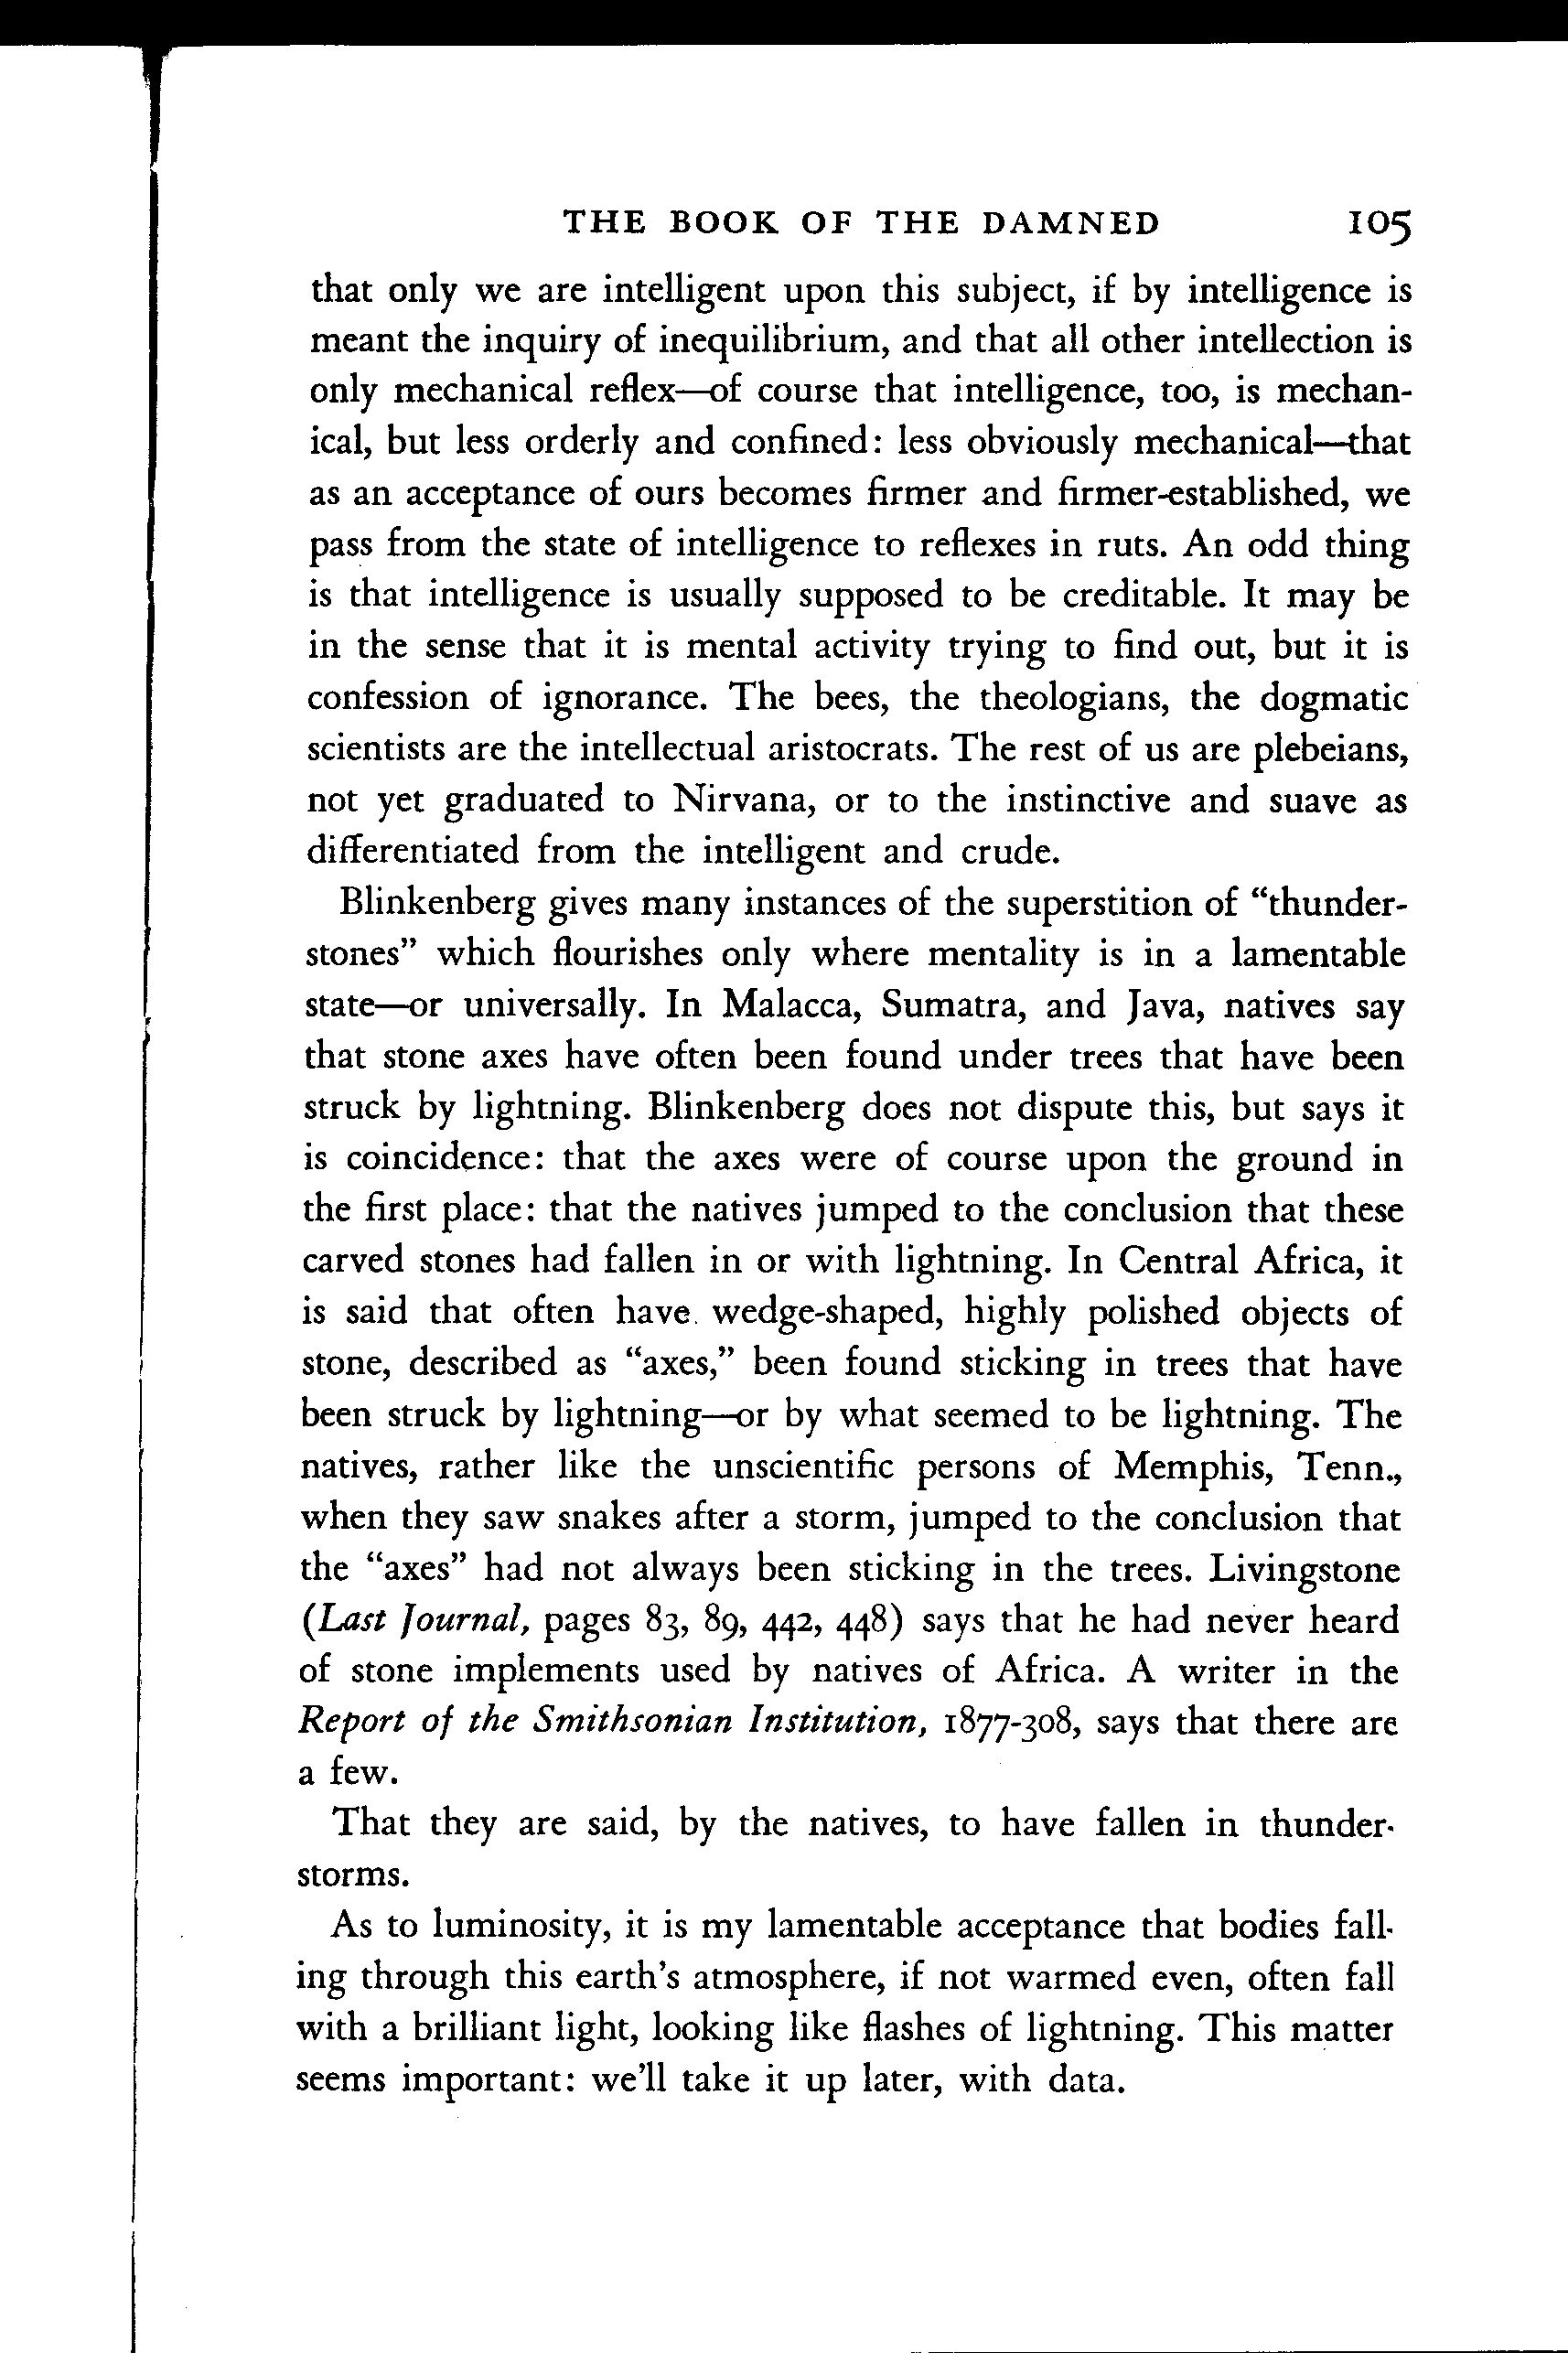 THE BOOK OF THE DAMNED 105
that only we are intelligent upon this subject, if by intelligence is
meant the inquiry of inequilibrium, and that all other intellection is
only mechanical reflex—of course that intelligence, too, is mechan-
ical, but less orderly and confined: less obviously mechanical—that
as an acceptance of ours becomes firmer and firmer-established, we
pass from the state of intelligence to reflexes in ruts. An odd thing
is that intelligence is usually supposed to be creditable. It may be
in the sense that it is mental activity trying to find out, but it is
confession of ignorance. The bees, the theologians, the dogmatic
scientists are the intellectual aristocrats. The rest of us are plebeians,
not yet graduated to Nirvana, or to the instinctive and suave as
differentiated from the intelligent and crude.
Blinkenberg gives many instances of the superstition of “thunder-
stones” which flourishes only where mentality is in a lamentable
state—or universally. In Malacca, Sumatra, and Java, natives say
that stone axes have often been found under trees that have been
struck by lightning. Blinkenberg does not dispute this, but says it
is coincidence: that the axes were of course upon the ground in
the first place: that the natives jumped to the conclusion that these
carved stones had fallen in or with lightning. In Central Africa, it
is said that often have wedge-shaped, highly polished objects of
stone, described as “axes,” been found sticking in trees that have
been struck by lightning—or by what seemed to be lightning. The
natives, rather like the unscientific persons of Memphis, Tenn.,
when they saw snakes after a storm, jumped to the conclusion that
the “axes” had not always been sticking in the trees. Livingstone
(Last Journal, pages 83, 89, 442, 448) says that he had never heard
of stone implements used by natives of Africa. A writer in the
Report of the Smithsonian Institution, 1877-308, says that there are
a few.
That they are said, by the natives, to have fallen in thunder-
storms.
As to luminosity, it is my lamentable acceptance that bodies fall-
ing through this earth’s atmosphere, if not warmed even, often fall
with a brilliant light, looking like flashes of lightning. This matter
seems important: we’ll take it up later, with data.